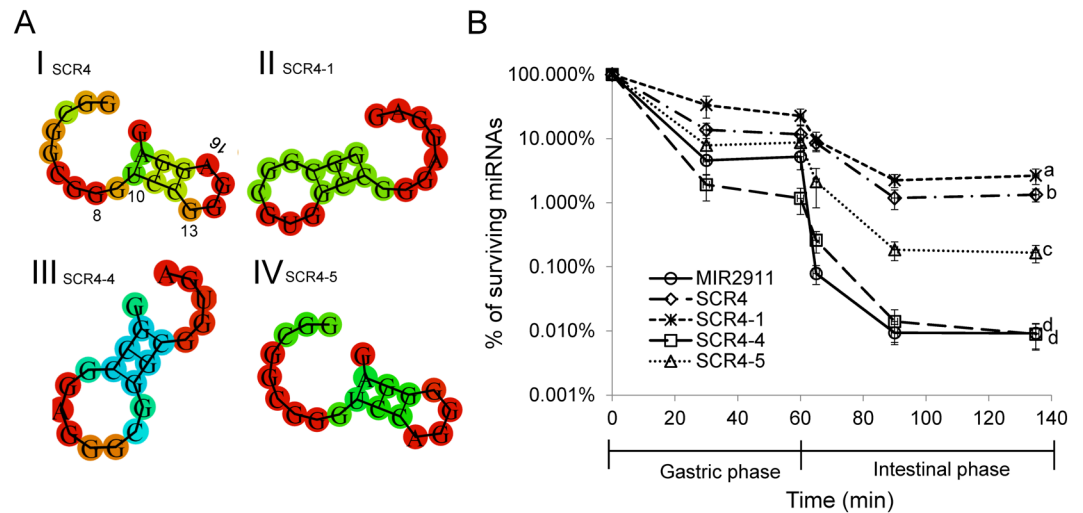 A
I SCR4
8
10
13
16
II SCR4-1
III SCR4-4
IV SCR4-5
B
% of surviving miRNAs
100.000%
10.000%
1.000%
0.100%
0.010%
0.001%
MIR2911
SCR4
SCR4-1
SCR4-4
SCR4-5
a
b
c
d
d
0 20 40 60 80 100 120 140
Gastric phase Intestinal phase
Time (min)